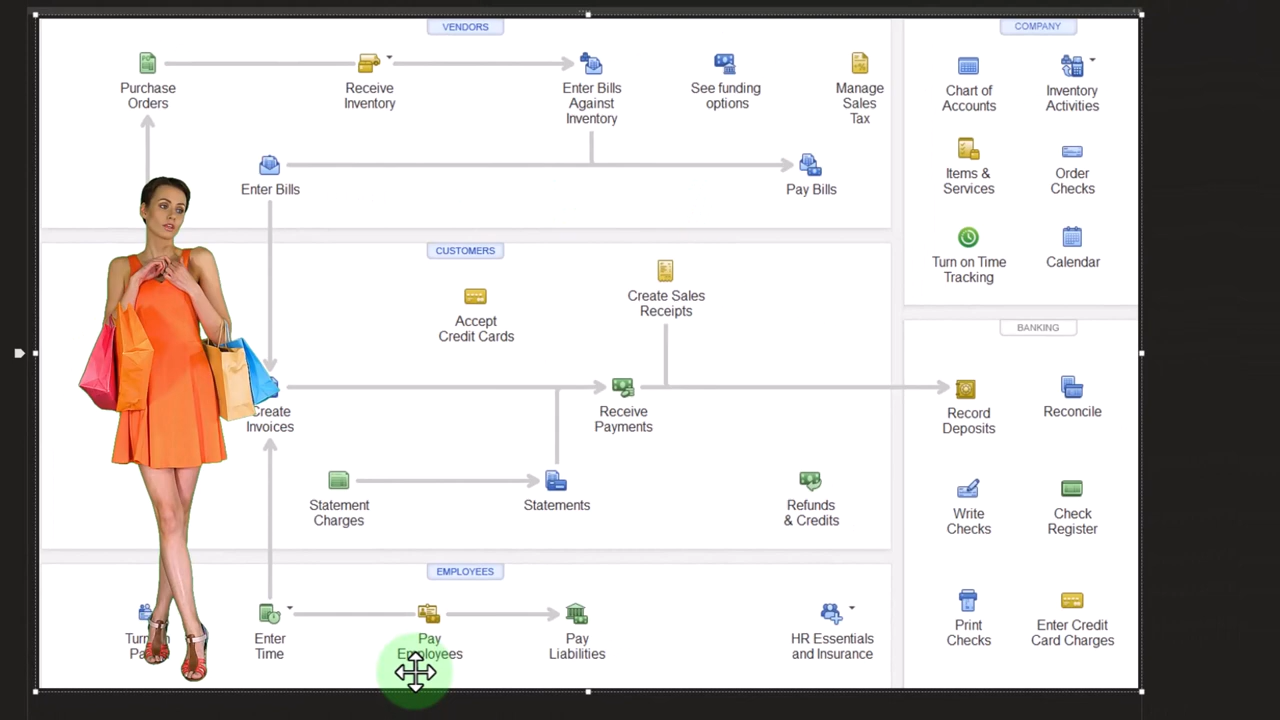 VENDORS
Purchase
Orders
Receive
Inventory
Enter Bills
Against
Inventory
See funding
options
Manage
Sales
Tax
Enter Bills
Pay Bills
CUSTOMERS
Accept
Credit Cards
Create Sales
Receipts
Create
Invoices
Receive
Payments
Statement
Charges
Statements
Refunds
& Credits
EMPLOYEES
Enter
Time
Pay
Employees
Pay
Liabilities
HR Essentials
and Insurance
COMPANY
Chart of
Accounts
Inventory
Activities
Items &
Services
Order
Checks
Turn on Time
Tracking
Calendar
BANKING
Record
Deposits
Reconcile
Write
Checks
Check
Register
Print
Checks
Enter Credit
Card Charges